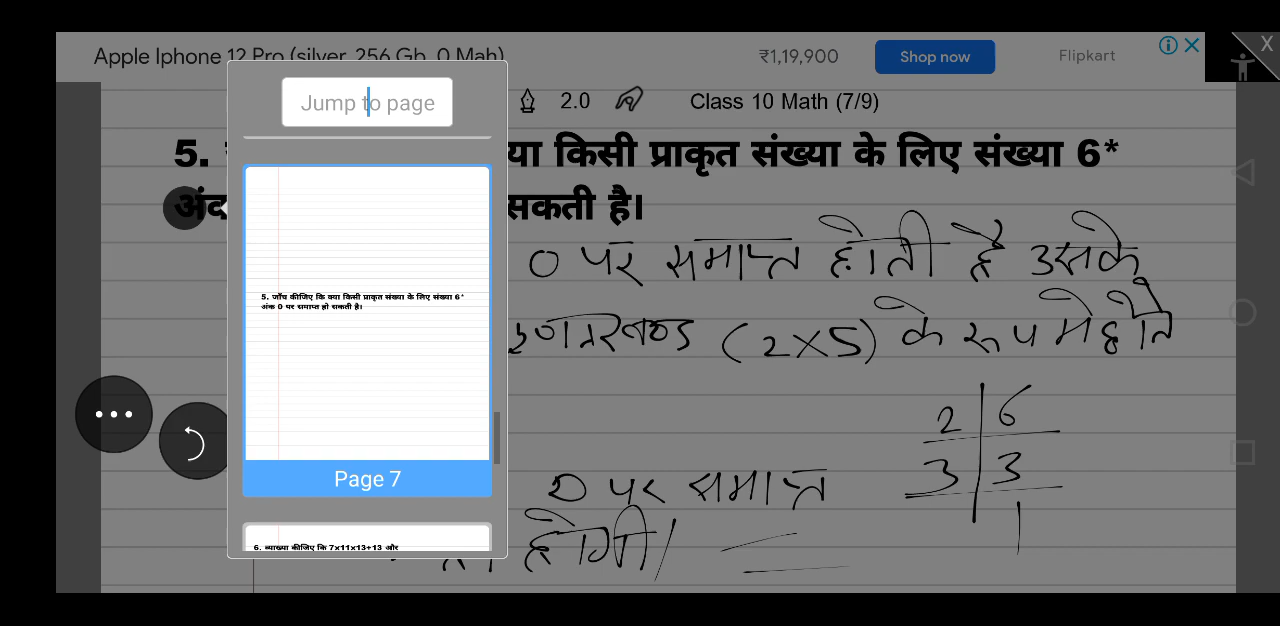 Apple Iphone 12 Pro (silver, 256 Gb, 0 Mah)
₹1,19,900
Shop now
Flipkart
X
Jump to page
2.0
Class 10 Math (7/9)
5. या किसी प्राकृत संख्या के लिए संख्या 6*
अंक सकती है।
0 पर समाप्त होती है उसके
(2×5) के रूप में होते
5. जाँच कीजिए कि क्या किसी प्राकृत संख्या के लिए संख्या 6*
अंक 0 पर समाप्त हो सकती है।
2 6
3 3
1
0 पर समाप्त
होगी।
Page 7
6. व्याख्या कीजिए कि 7×11×13+13 और